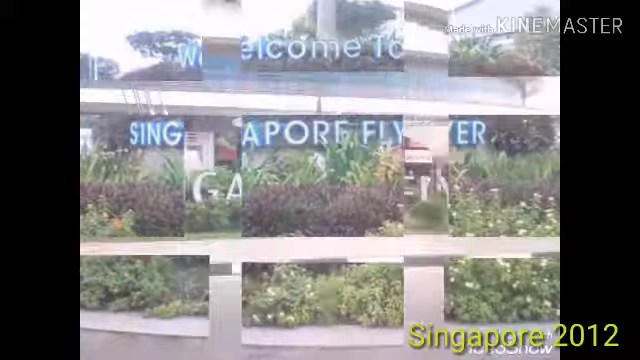 Made with KINEMASTER
Welcome To
SINGAPORE FLYER
Singapore 2012